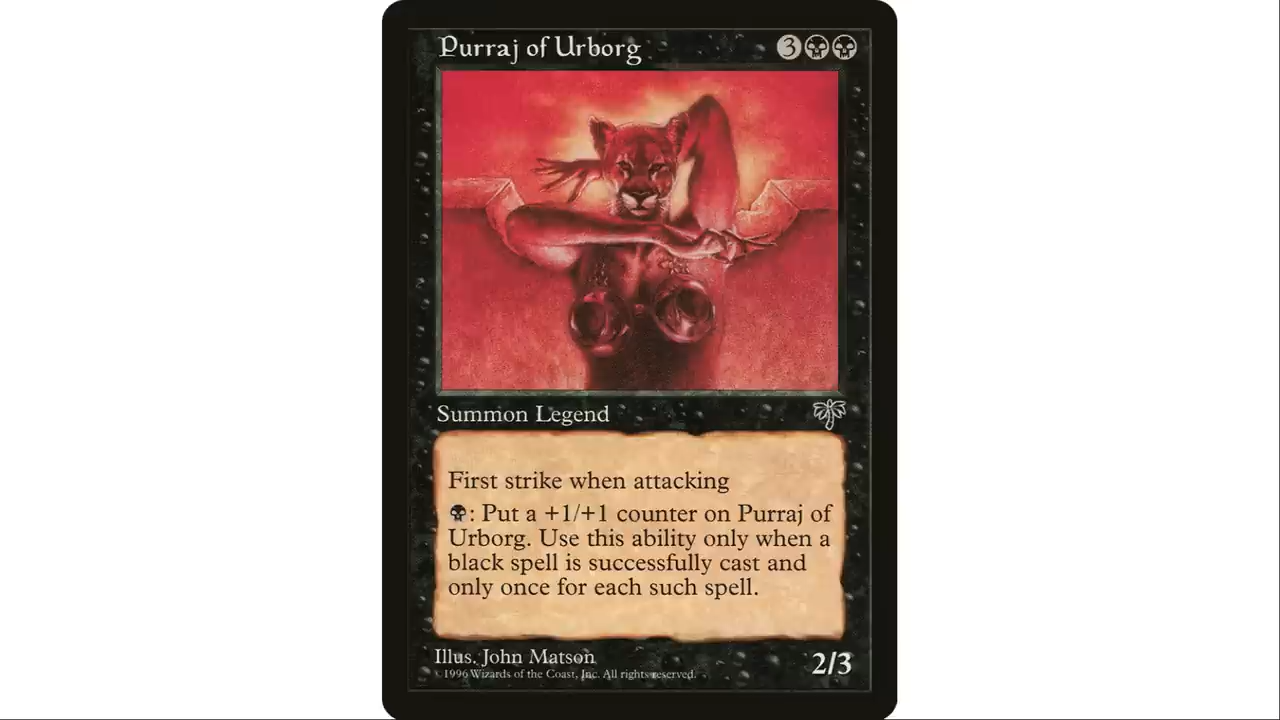 Purraj of Urborg 3
Summon Legend
First strike when attacking
: Put a +1/+1 counter on Purraj of
Urborg. Use this ability only when a
black spell is successfully cast and
only once for each such spell.
Illus. John Matson
©1996 Wizards of the Coast, Inc. All rights reserved.
2/3